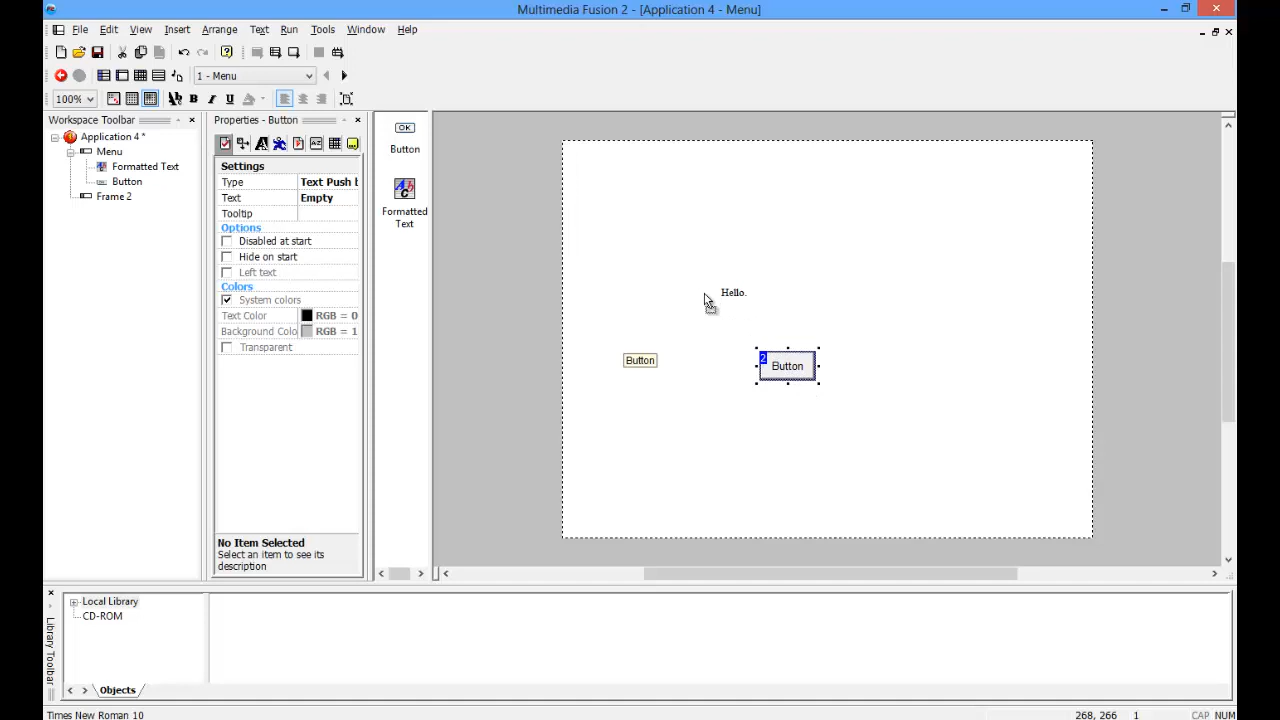 Multimedia Fusion 2 - [Application 4 - Menu]
File Edit View Insert Arrange Text Run Tools Window Help
1 - Menu
100% B I U
Workspace Toolbar
Application 4 *
Menu
Formatted Text
Button
Frame 2
Properties - Button
Settings
Type Text Push b
Text Empty
Tooltip
Options
Disabled at start
Hide on start
Left text
Colors
System colors
Text Color RGB = 0
Background Colo RGB = 1
Transparent
No Item Selected
Select an item to see its
description
OK
Button
Formatted
Text
Hello.
Button
2
Button
Library Toolbar
Local Library
CD-ROM
Objects
Times New Roman 10
268, 266 1 CAP NUM